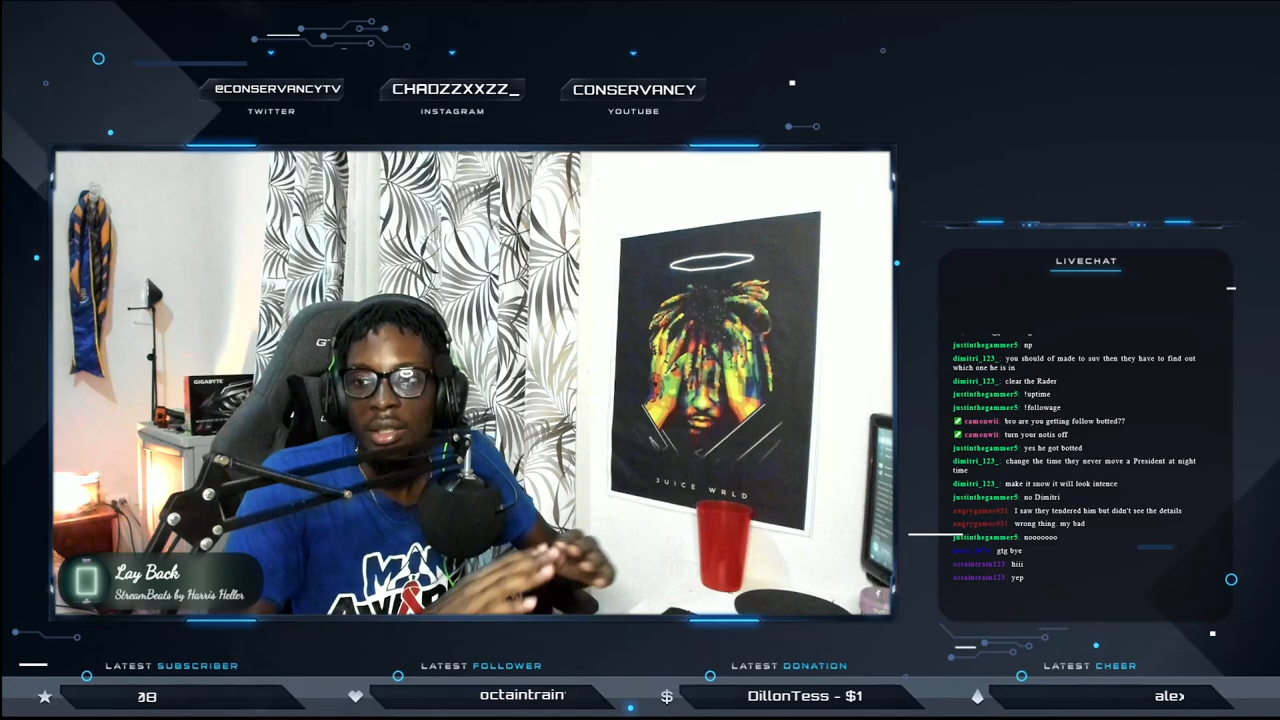 @CONSERVANCYTV
CHADZZXXZZ_
CONSERVANCY
TWITTER
INSTAGRAM
YOUTUBE
GIGABYTE
JUICE WRLD
Lay Back
StreamBeats by Harris Heller
LIVECHAT
justinthegammer5: np
dimitri_123_: you should of made to suv then they have to find out
which one he is in
dimitri_123_: clear the Rader
justinthegammer5: !uptime
justinthegammer5: !followage
camonwii: bro are you getting follow botted??
camonwii: turn your notis off
justinthegammer5: yes he got botted
dimitri_123_: change the time they never move a President at night
time
dimitri_123_: make it snow it will look intence
justinthegammer5: no Dimitri
angrygamer031 I saw they tendered him but didn't see the details
angrygamer031 wrong thing. my bad
justinthegammer5: nooooooo
gtg bye
octaintrain123 hiii
octaintrain123 yep
LATEST SUBSCRIBER
LATEST FOLLOWER
LATEST DONATION
LATEST CHEER
octaintrain
DillonTess - $1
alex